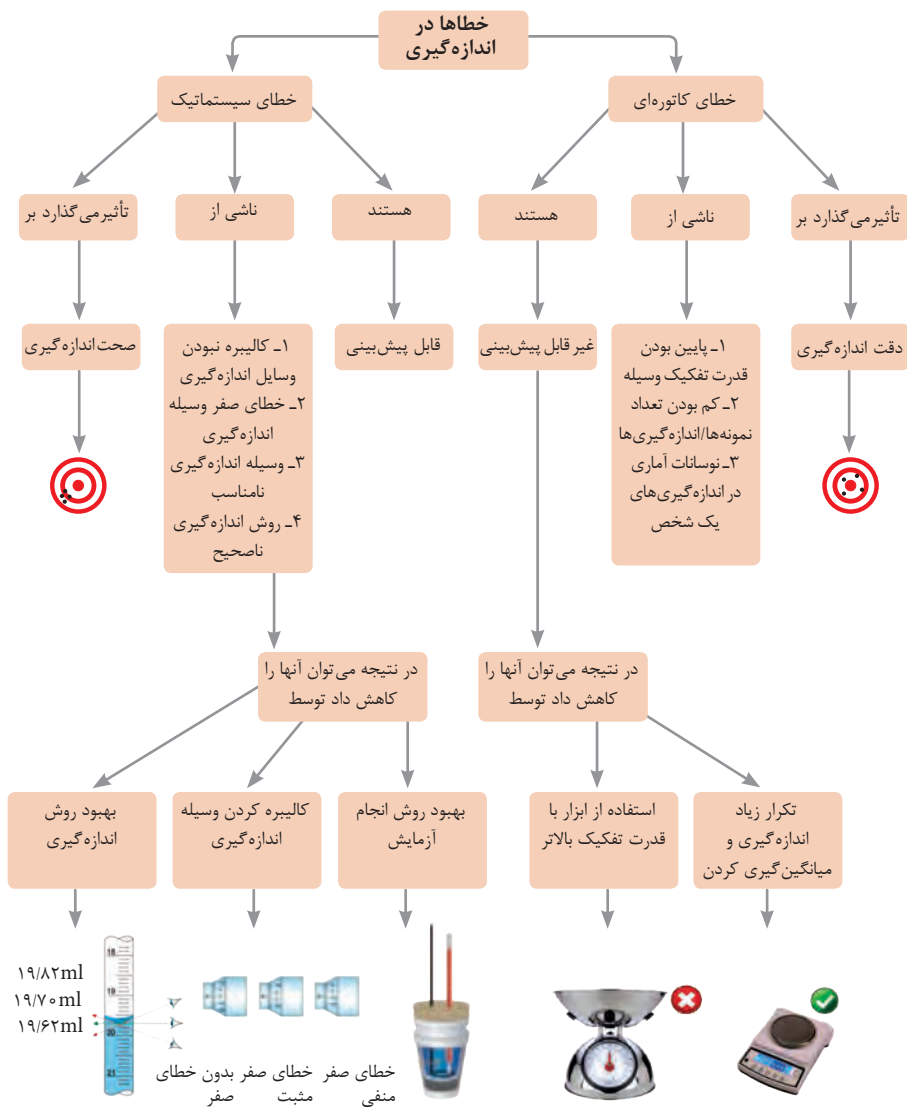 خطاها در
اندازه‌گیری
خطای کاتوره‌ای
خطای سیستماتیک
تأثیرمی‌گذارد بر
ناشی از
هستند
هستند
ناشی از
تأثیرمی‌گذارد بر
دقت اندازه‌گیری
۱ـ پایین بودن
قدرت تفکیک وسیله
۲ـ کم بودن تعداد
نمونه‌ها/اندازه‌گیری‌ها
۳ـ نوسانات آماری
در اندازه‌گیری‌های
یک شخص
غیر قابل پیش‌بینی
قابل پیش‌بینی
۱ـ کالیبره نبودن
وسایل اندازه‌گیری
۲ـ خطای صفر وسیله
اندازه‌گیری
۳ـ وسیله اندازه‌گیری
نامناسب
۴ـ روش اندازه‌گیری
ناصحیح
صحت‌اندازه‌گیری
در نتیجه می‌توان آنها را
کاهش داد توسط
در نتیجه می‌توان آنها را
کاهش داد توسط
تکرار زیاد
اندازه‌گیری و
میانگین‌گیری کردن
استفاده از ابزار با
قدرت تفکیک بالاتر
بهبود روش انجام
آزمایش
کالیبره کردن وسیله
اندازه‌گیری
بهبود روش
اندازه‌گیری
خطای صفر
منفی
خطای صفر
مثبت
بدون خطای
صفر
18
19
20
21
۱۹/۸۲ml
۱۹/۷۰ml
۱۹/۶۲ml